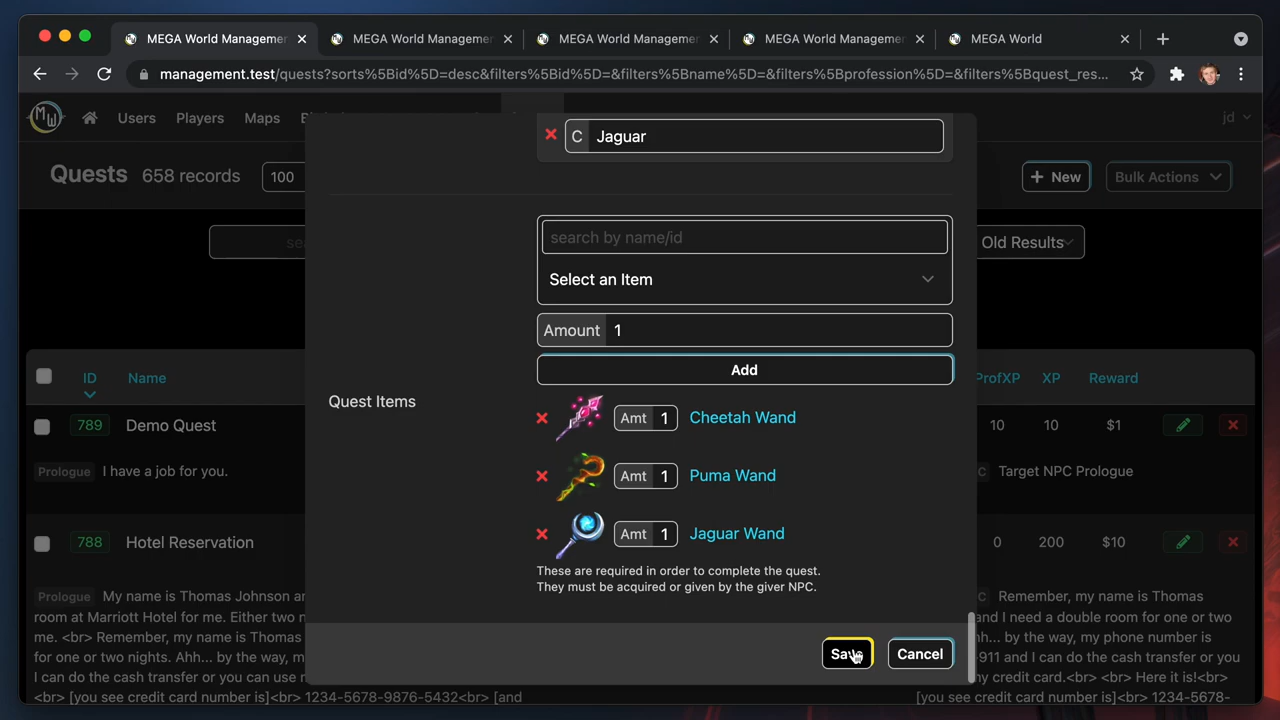 MEGA World Managemen
MEGA World Managemen
MEGA World Managemen
MEGA World Managemen
MEGA World
management.test/quests?sorts%5Bid%5D=desc&filters%5Bid%5D=&filters%5Bname%5D=&filters%5Bprofession%5D=&filters%5Bquest_res...
MW
Users
Players
Maps
jd
Quests
658 records
100
+ New
Bulk Actions
Old Results
C
Jaguar
search by name/id
Select an Item
Amount
1
Add
Quest Items
Amt 1
Cheetah Wand
Amt 1
Puma Wand
Amt 1
Jaguar Wand
These are required in order to complete the quest.
They must be acquired or given by the giver NPC.
Save
Cancel
ID
Name
ProfXP
XP
Reward
789
Demo Quest
10
10
$1
Prologue
I have a job for you.
Target NPC Prologue
788
Hotel Reservation
0
200
$10
Prologue
My name is Thomas Johnson
room at Marriott Hotel for me. Either two
me. <br> Remember, my name is Thomas
for one or two nights. Ahh... by the way, m
I can do the cash transfer or you can use
<br> Here it is!<br> 1234-5678-9876-5432<br> [and
Remember, my name is Thomas
and I need a double room for one or two
by the way, my phone number is
-911 and I can do the cash transfer or you
credit card.<br> <br> Here it is!<br>
[you see credit card number is]<br> 1234-5678-